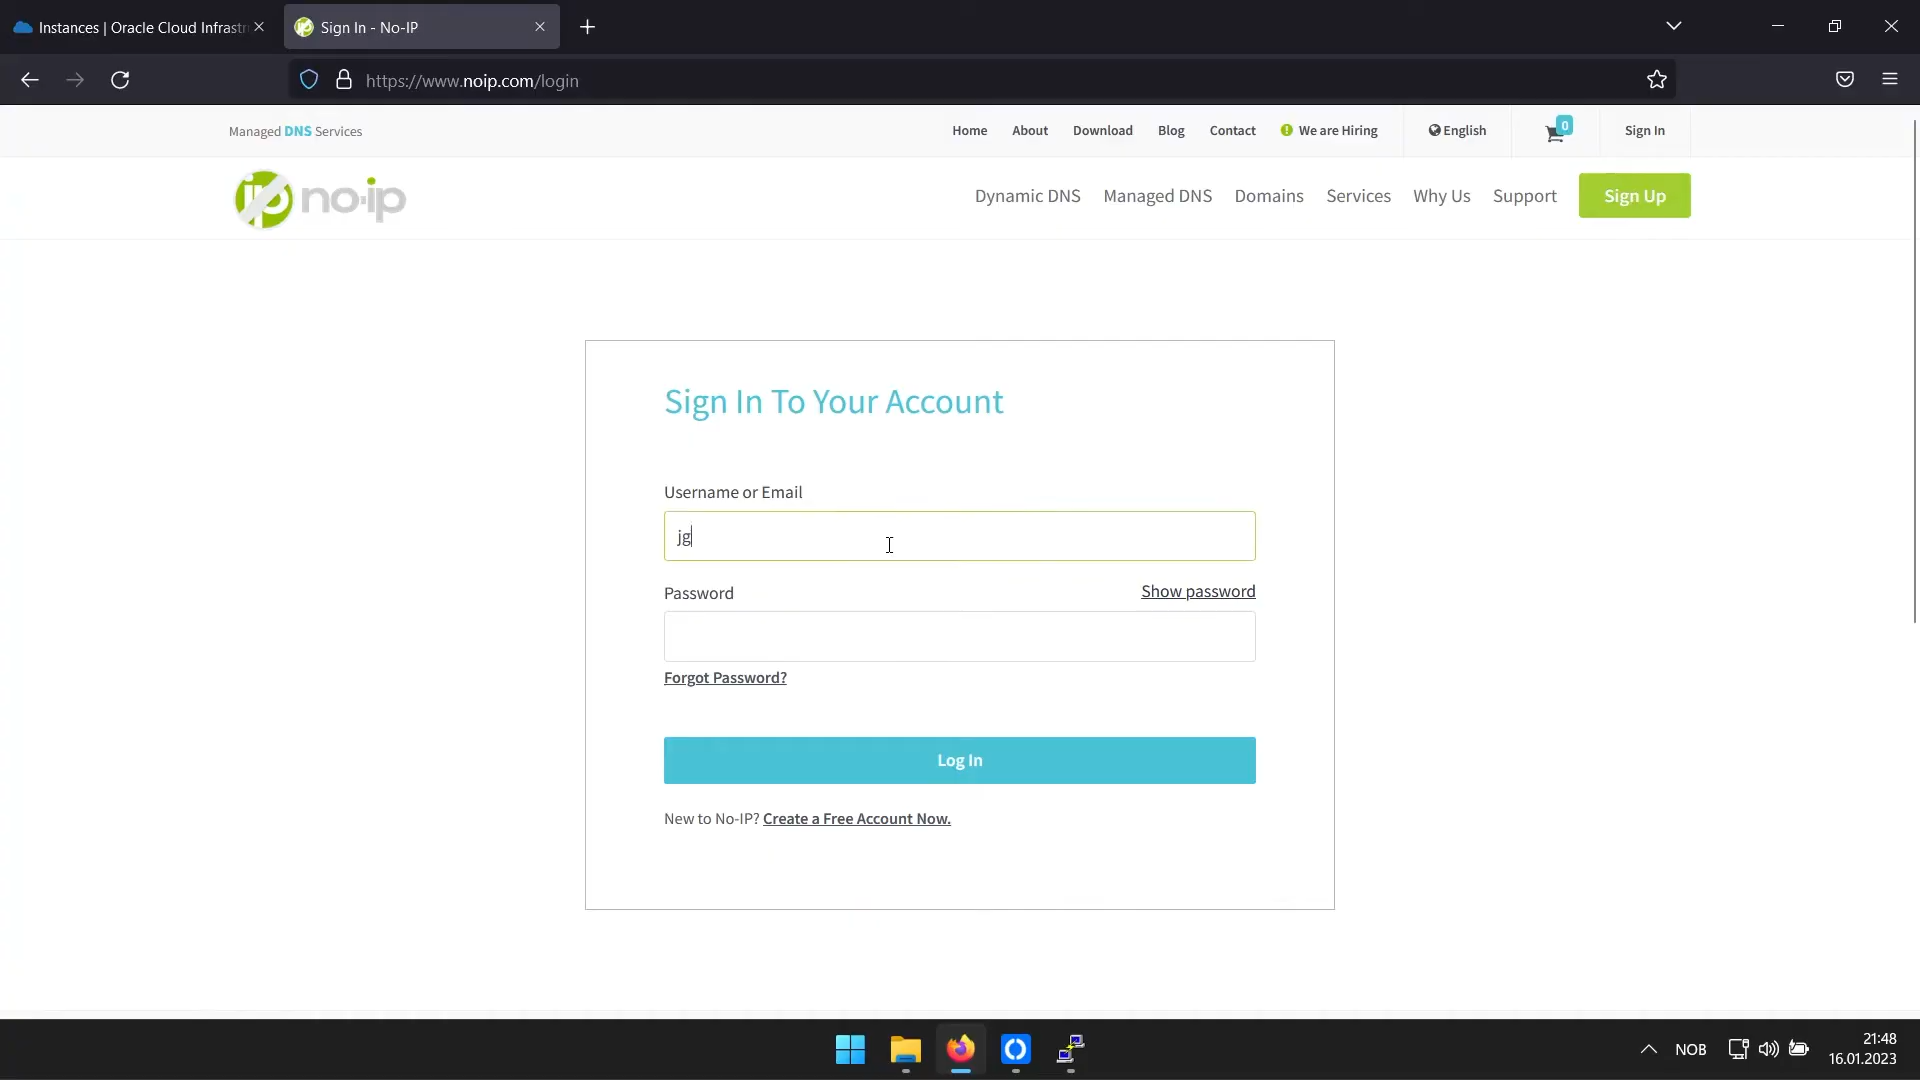 Instances | Oracle Cloud Infrastr
Sign In - No-IP
https://www.noip.com/login
Managed DNS Services
Home
About
Download
Blog
Contact
We are Hiring
English
0
Sign In
no-ip
Dynamic DNS
Managed DNS
Domains
Services
Why Us
Support
Sign Up
Sign In To Your Account
Username or Email
jg
Password
Show password
Forgot Password?
Log In
New to No-IP? Create a Free Account Now.
NOB
21:48
16.01.2023